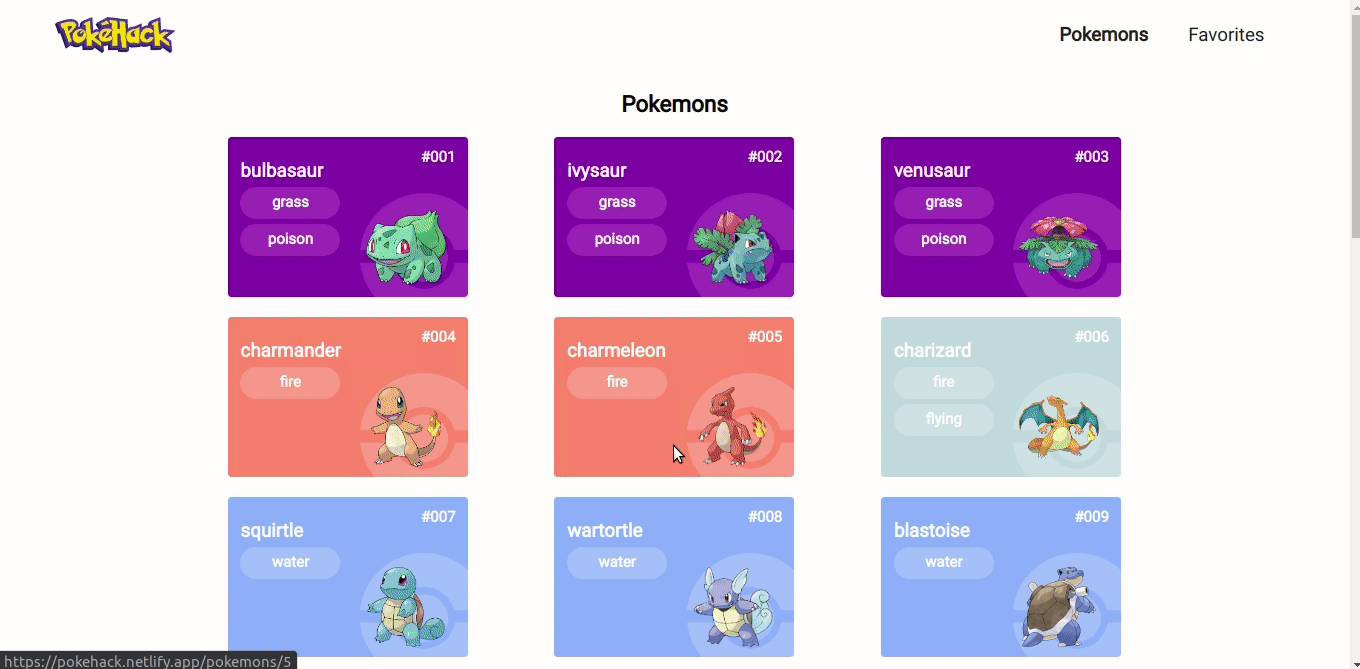 PokéHack
Pokemons Favorites
Pokemons
#001
bulbasaur
grass
poison
#002
ivysaur
grass
poison
#003
venusaur
grass
poison
#004
charmander
fire
#005
charmeleon
fire
#006
charizard
fire
flying
#007
squirtle
water
#008
wartortle
water
#009
blastoise
water
https://pokehack.netlify.app/pokemons/5